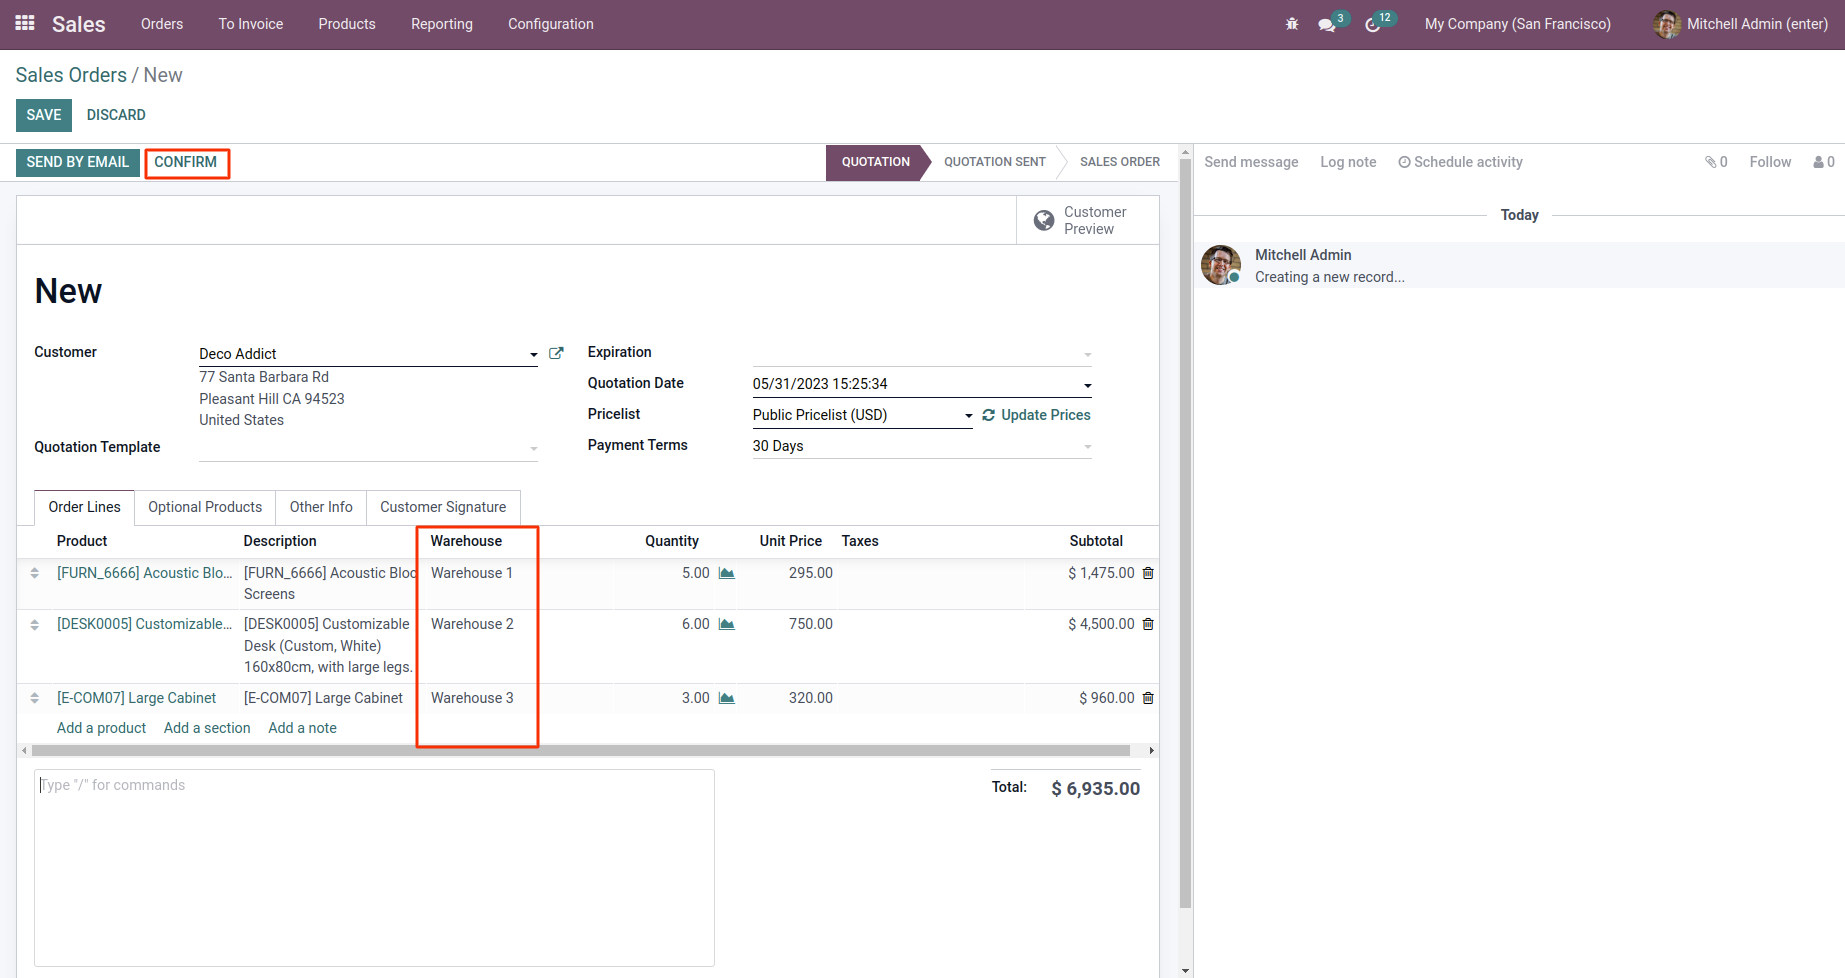 Sales Orders To Invoice Products Reporting Configuration 3 12 My Company (San Francisco) Mitchell Admin (enter)
Sales Orders / New
SAVE DISCARD
SEND BY EMAIL CONFIRM QUOTATION QUOTATION SENT SALES ORDER Send message Log note Schedule activity 0 Follow 0
Customer
Preview
Today
Mitchell Admin
Creating a new record...
New
Customer Deco Addict
77 Santa Barbara Rd
Pleasant Hill CA 94523
United States
Quotation Template
Expiration
Quotation Date 05/31/2023 15:25:34
Pricelist Public Pricelist (USD) Update Prices
Payment Terms 30 Days
Order Lines Optional Products Other Info Customer Signature
Product Description Warehouse Quantity Unit Price Taxes Subtotal
[FURN_6666] Acoustic Blo... [FURN_6666] Acoustic Bloc Warehouse 1 5.00 295.00 $ 1,475.00
Screens
[DESK0005] Customizable... [DESK0005] Customizable Warehouse 2 6.00 750.00 $ 4,500.00
Desk (Custom, White)
160x80cm, with large legs.
[E-COM07] Large Cabinet [E-COM07] Large Cabinet Warehouse 3 3.00 320.00 $ 960.00
Add a product Add a section Add a note
Type "/" for commands
Total: $ 6,935.00